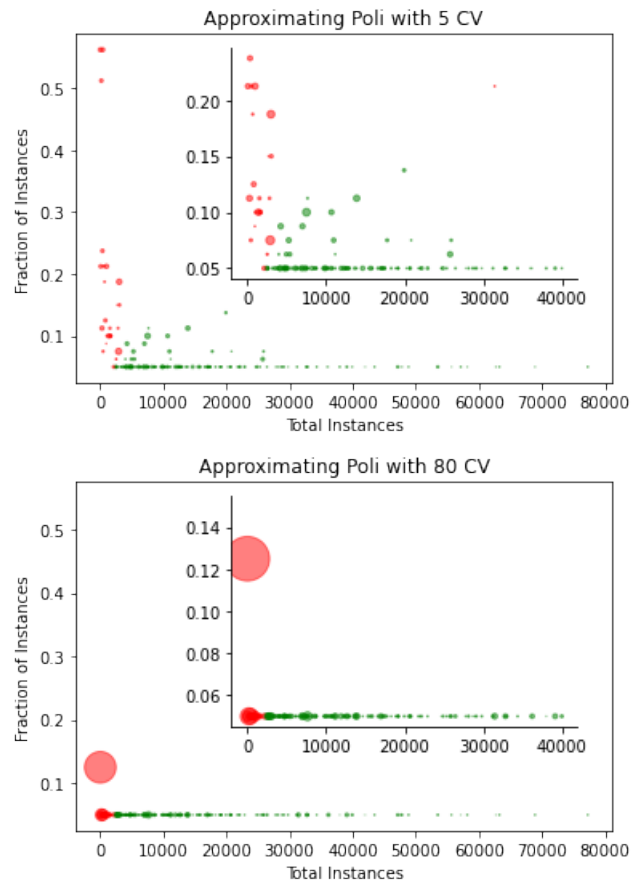 Approximating Poli with 5 CV
Fraction of Instances
0.5
0.4
0.3
0.2
0.1
0.20
0.15
0.10
0.05
0 10000 20000 30000 40000
0 10000 20000 30000 40000 50000 60000 70000 80000
Total Instances
Approximating Poli with 80 CV
Fraction of Instances
0.5
0.4
0.3
0.2
0.1
0.14
0.12
0.10
0.08
0.06
0 10000 20000 30000 40000
0 10000 20000 30000 40000 50000 60000 70000 80000
Total Instances